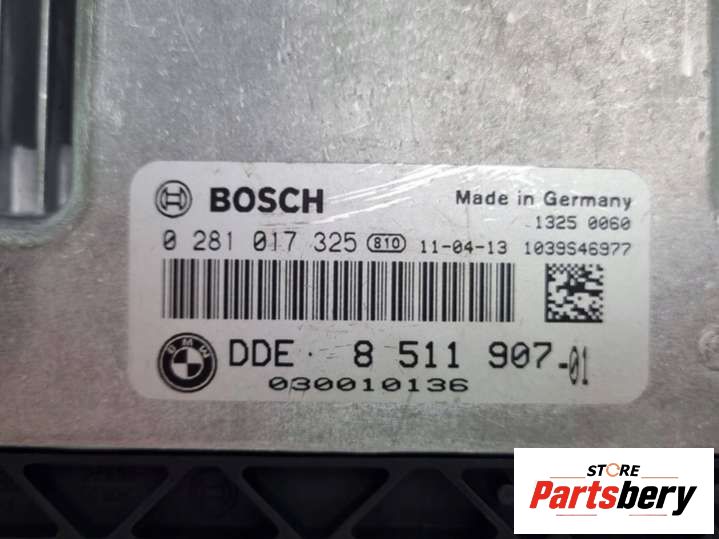 BOSCH
Made in Germany
1325 0060
0 281 017 325 810 11-04-13 1039S46977
BMW
DDE· 8 511 907-01
030010136
STORE
Partsbery